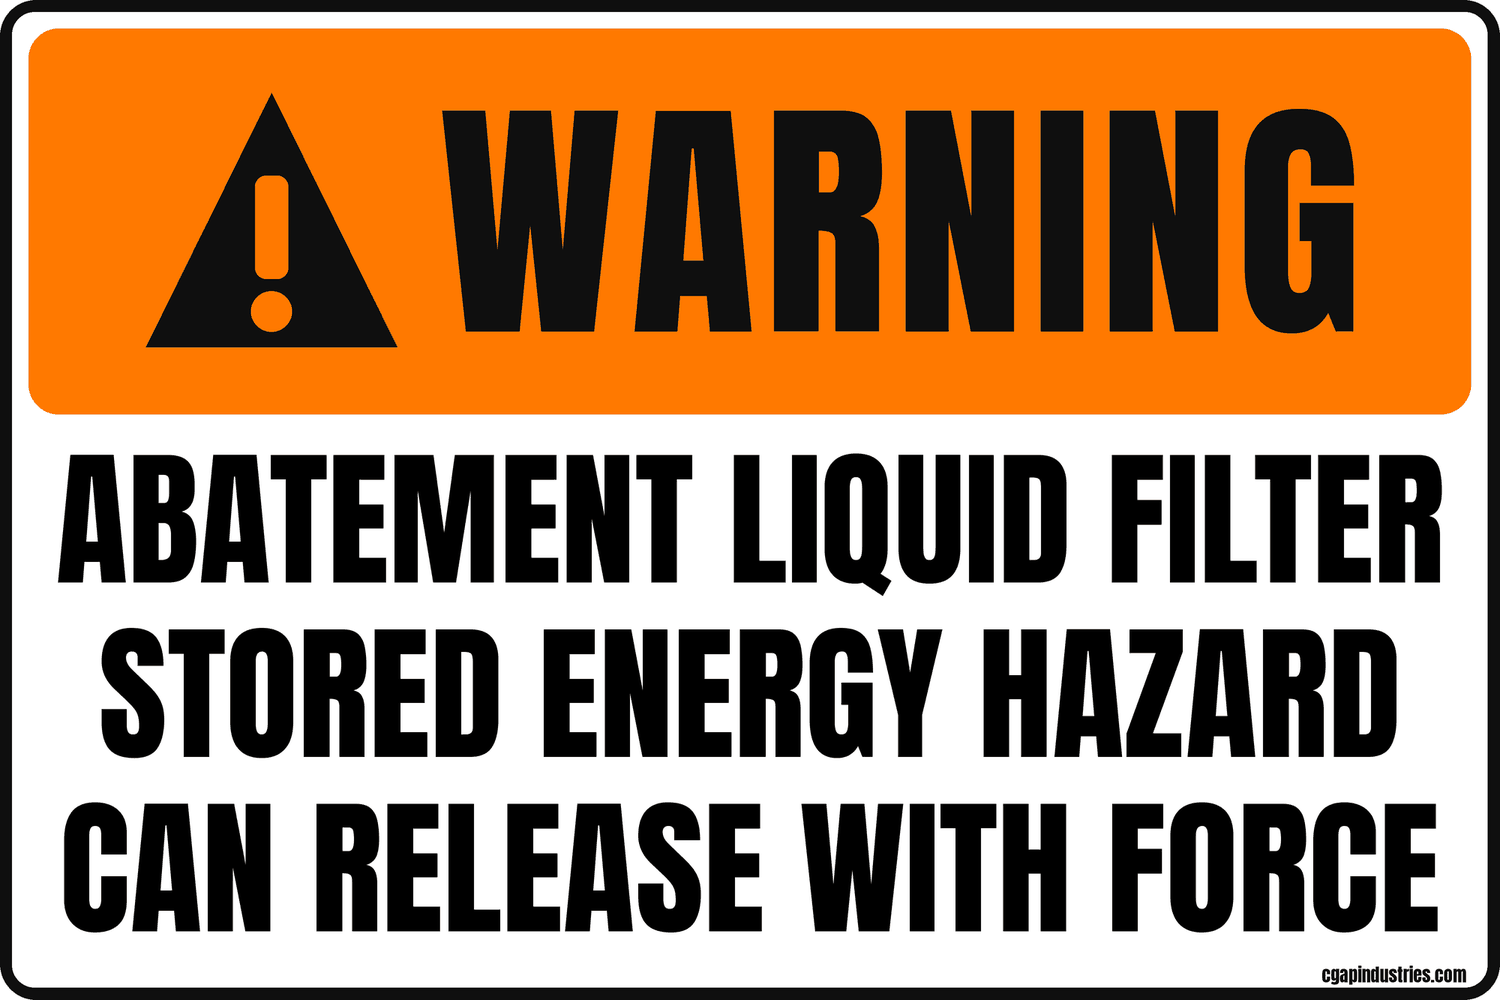 WARNING
ABATEMENT LIQUID FILTER
STORED ENERGY HAZARD
CAN RELEASE WITH FORCE
cgapindustries.com